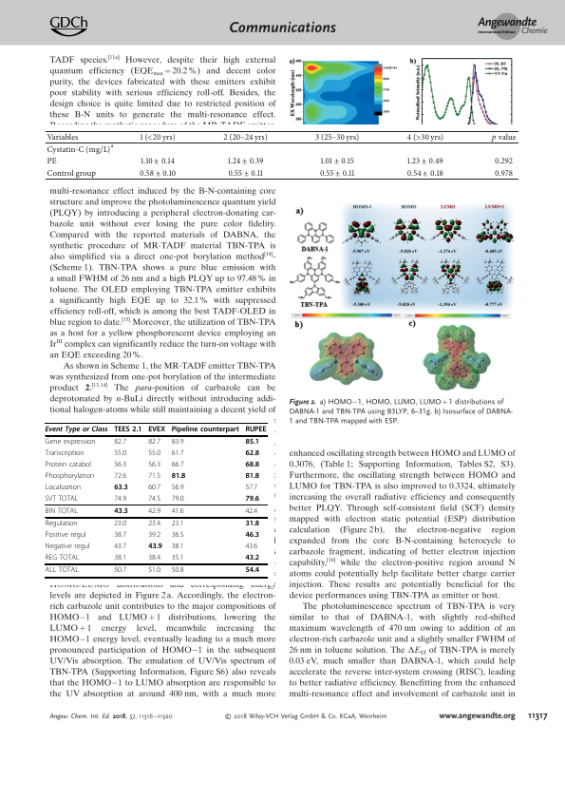 GDCh
Communications
Angewandte
International Edition
Chemie
TADF species.[11a] However, despite their high external
quantum efficiency (EQEmax = 20.2 %) and decent color
purity, the devices fabricated with these emitters exhibit
poor stability with serious efficiency roll-off. Besides, the
design choice is quite limited due to restricted position of
these B-N units to generate the multi-resonance effect.
Variables 1 (<20 yrs) 2 (20–24 yrs) 3 (25–30 yrs) 4 (>30 yrs) p value
Cystatin-C (mg/L)a
PE 1.10 ± 0.14 1.24 ± 0.39 1.01 ± 0.15 1.23 ± 0.49 0.292
Control group 0.58 ± 0.10 0.55 ± 0.11 0.55 ± 0.11 0.54 ± 0.18 0.978
multi-resonance effect induced by the B-N-containing core
structure and improve the photoluminescence quantum yield
(PLQY) by introducing a peripheral electron-donating car-
bazole unit without ever losing the pure color fidelity.
Compared with the reported materials of DABNA, the
synthetic procedure of MR-TADF material TBN-TPA is
also simplified via a direct one-pot borylation method[14]-
(Scheme 1). TBN-TPA shows a pure blue emission with
a small FWHM of 26 nm and a high PLQY up to 97.48 % in
toluene. The OLED employing TBN-TPA emitter exhibits
a significantly high EQE up to 32.1 % with suppressed
efficiency roll-off, which is among the best TADF-OLED in
blue region to date.[15] Moreover, the utilization of TBN-TPA
as a host for a yellow phosphorescent device employing an
IrIII complex can significantly reduce the turn-on voltage with
an EQE exceeding 20 %.
As shown in Scheme 1, the MR-TADF emitter TBN-TPA
was synthesized from one-pot borylation of the intermediate
product 2.[13,14] The para-position of carbazole can be
deprotonated by n-BuLi directly without introducing addi-
tional halogen-atoms while still maintaining a decent yield of
Event Type or Class TEES 2.1 EVEX Pipeline counterpart RUPEE
Gene expression 82.7 82.7 83.9 85.1
Transcription 55.0 55.0 61.7 62.8
Protein catabol 56.3 56.3 66.7 68.8
Phosphorylation 72.6 71.5 81.8 81.8
Localization 63.3 60.7 56.9 57.7
SVT TOTAL 74.9 74.5 79.0 79.6
BIN TOTAL 43.3 42.9 41.6 42.4
Regulation 23.0 23.4 23.1 31.8
Positive regul 38.7 39.2 36.5 46.3
Negative regul 43.7 43.9 38.1 43.6
REG TOTAL 38.1 38.4 35.1 43.2
ALL TOTAL 50.7 51.0 50.8 54.4
HOMO/LUMO distributions and corresponding energy
levels are depicted in Figure 2 a. Accordingly, the electron-
rich carbazole unit contributes to the major compositions of
HOMO−1 and LUMO + 1 distributions, lowering the
LUMO + 1 energy level, meanwhile increasing the
HOMO−1 energy level, eventually leading to a much more
pronounced participation of HOMO−1 in the subsequent
UV/Vis absorption. The emulation of UV/Vis spectrum of
TBN-TPA (Supporting Information, Figure S6) also reveals
that the HOMO−1 to LUMO absorption are responsible to
the UV absorption at around 400 nm, with a much more
a)
b)
a)
HOMO-1 HOMO LUMO LUMO+1
DABNA-1
TBN-TPA
b)
c)
Figure 2. a) HOMO−1, HOMO, LUMO, LUMO + 1 distributions of
DABNA-1 and TBN-TPA using B3LYP, 6–31g. b) Isosurface of DABNA-
1 and TBN-TPA mapped with ESP.
enhanced oscillating strength between HOMO and LUMO of
0.3076, (Table 1; Supporting Information, Tables S2, S3).
Furthermore, the oscillating strength between HOMO and
LUMO for TBN-TPA is also improved to 0.3324, ultimately
increasing the overall radiative efficiency and consequently
better PLQY. Through self-consistent field (SCF) density
mapped with electron static potential (ESP) distribution
calculation (Figure 2 b), the electron-negative region
expanded from the core B-N-containing heterocycle to
carbazole fragment, indicating of better electron injection
capability,[16] while the electron-positive region around N
atoms could potentially help facilitate better charge carrier
injection. These results are potentially beneficial for the
device performances using TBN-TPA as emitter or host.
The photoluminescence spectrum of TBN-TPA is very
similar to that of DABNA-1, with slightly red-shifted
maximum wavelength of 470 nm owing to addition of an
electron-rich carbazole unit and a slightly smaller FWHM of
26 nm in toluene solution. The ΔEST of TBN-TPA is merely
0.03 eV, much smaller than DABNA-1, which could help
accelerate the reverse inter-system crossing (RISC), leading
to better radiative efficiency. Benefitting from the enhanced
multi-resonance effect and involvement of carbazole unit in
Angew. Chem. Int. Ed. 2018, 57, 11316–11320
© 2018 Wiley-VCH Verlag GmbH & Co. KGaA, Weinheim
www.angewandte.org
11317